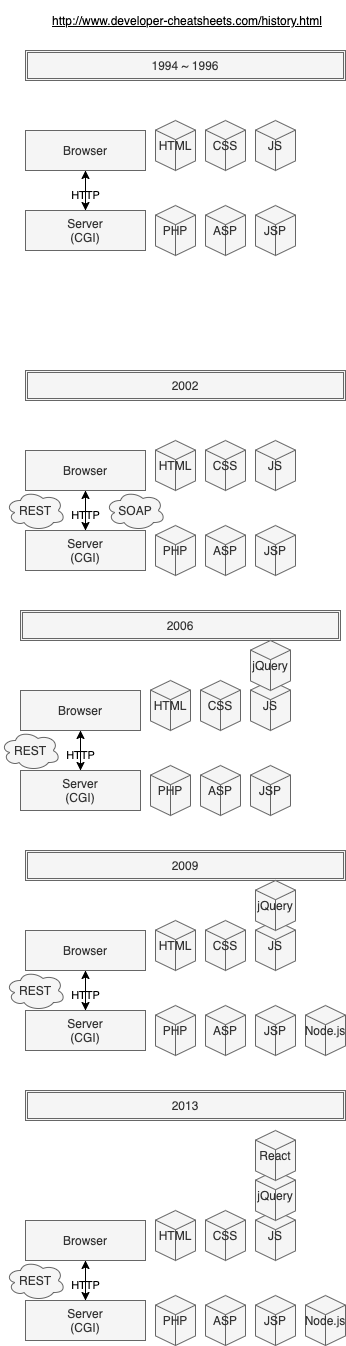 http://www.developer-cheatsheets.com/history.html
1994 ~ 1996
Browser
HTML CSS JS
HTTP
Server
(CGI)
PHP ASP JSP
2002
Browser
HTML CSS JS
REST HTTP SOAP
Server
(CGI)
PHP ASP JSP
2006
jQuery
Browser
HTML CSS JS
REST HTTP
Server
(CGI)
PHP ASP JSP
2009
jQuery
Browser
HTML CSS JS
REST HTTP
Server
(CGI)
PHP ASP JSP Node.js
2013
React
jQuery
Browser
HTML CSS JS
REST HTTP
Server
(CGI)
PHP ASP JSP Node.js